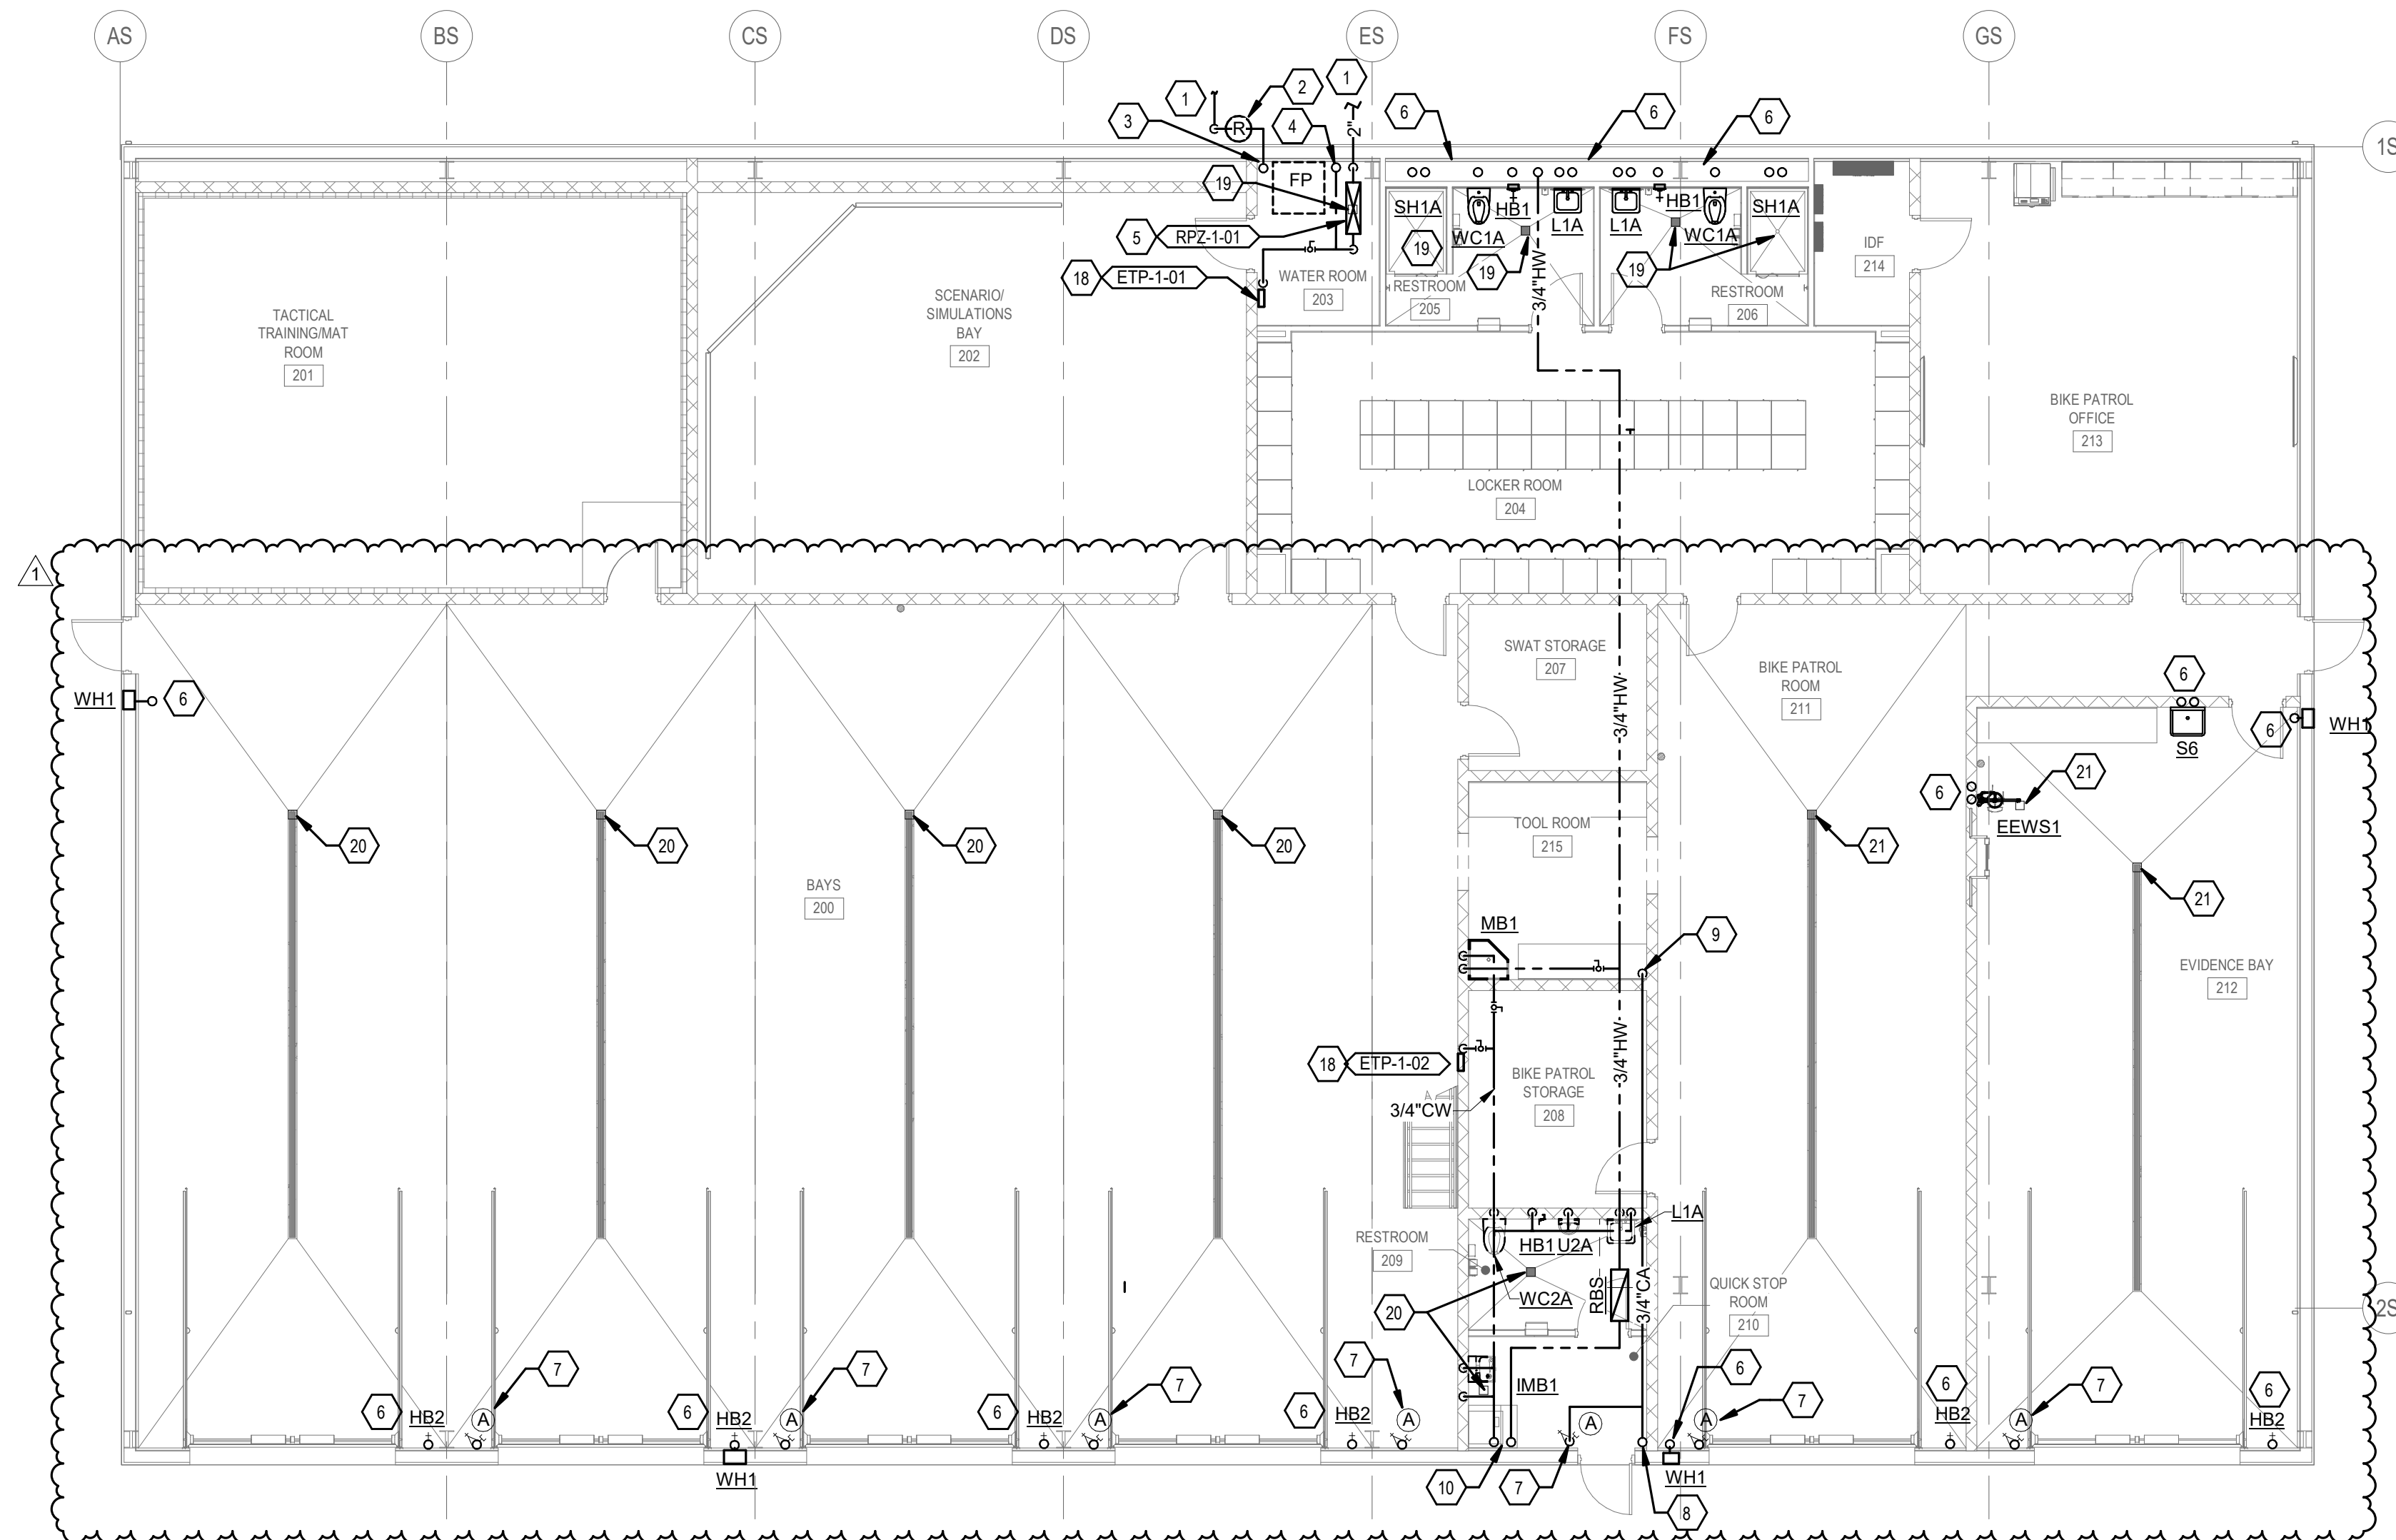 AS
BS
CS
DS
ES
FS
GS
1S
1
2
1
3
4
2"
6
6
6
R
FP
19
5
RPZ-1-01
18
ETP-1-01
WATER ROOM
203
SH1A
19
WC1A
HB1
L1A
19
RESTROOM
205
3/4"HW
L1A
HB1
WC1A
SH1A
19
RESTROOM
206
IDF
214
TACTICAL
TRAINING/MAT
ROOM
201
SCENARIO/
SIMULATIONS
BAY
202
LOCKER ROOM
204
BIKE PATROL
OFFICE
213
1
WH1
6
SWAT STORAGE
207
3/4"HW
BIKE PATROL
ROOM
211
6
S6
6
WH1
6
21
EEWS1
20
20
20
20
21
21
TOOL ROOM
215
BAYS
200
MB1
9
EVIDENCE BAY
212
18
ETP-1-02
3/4"HW
BIKE PATROL
STORAGE
208
3/4"CW
L1A
RESTROOM
209
HB1
U2A
WC2A
RBS
3/4"CA
QUICK STOP
ROOM
210
2S
20
7
7
7
7
6
7
7
IMB1
6
HB2
A
6
HB2
A
6
HB2
A
6
HB2
A
A
A
6
HB2
A
6
HB2
WH1
10
7
WH1
8